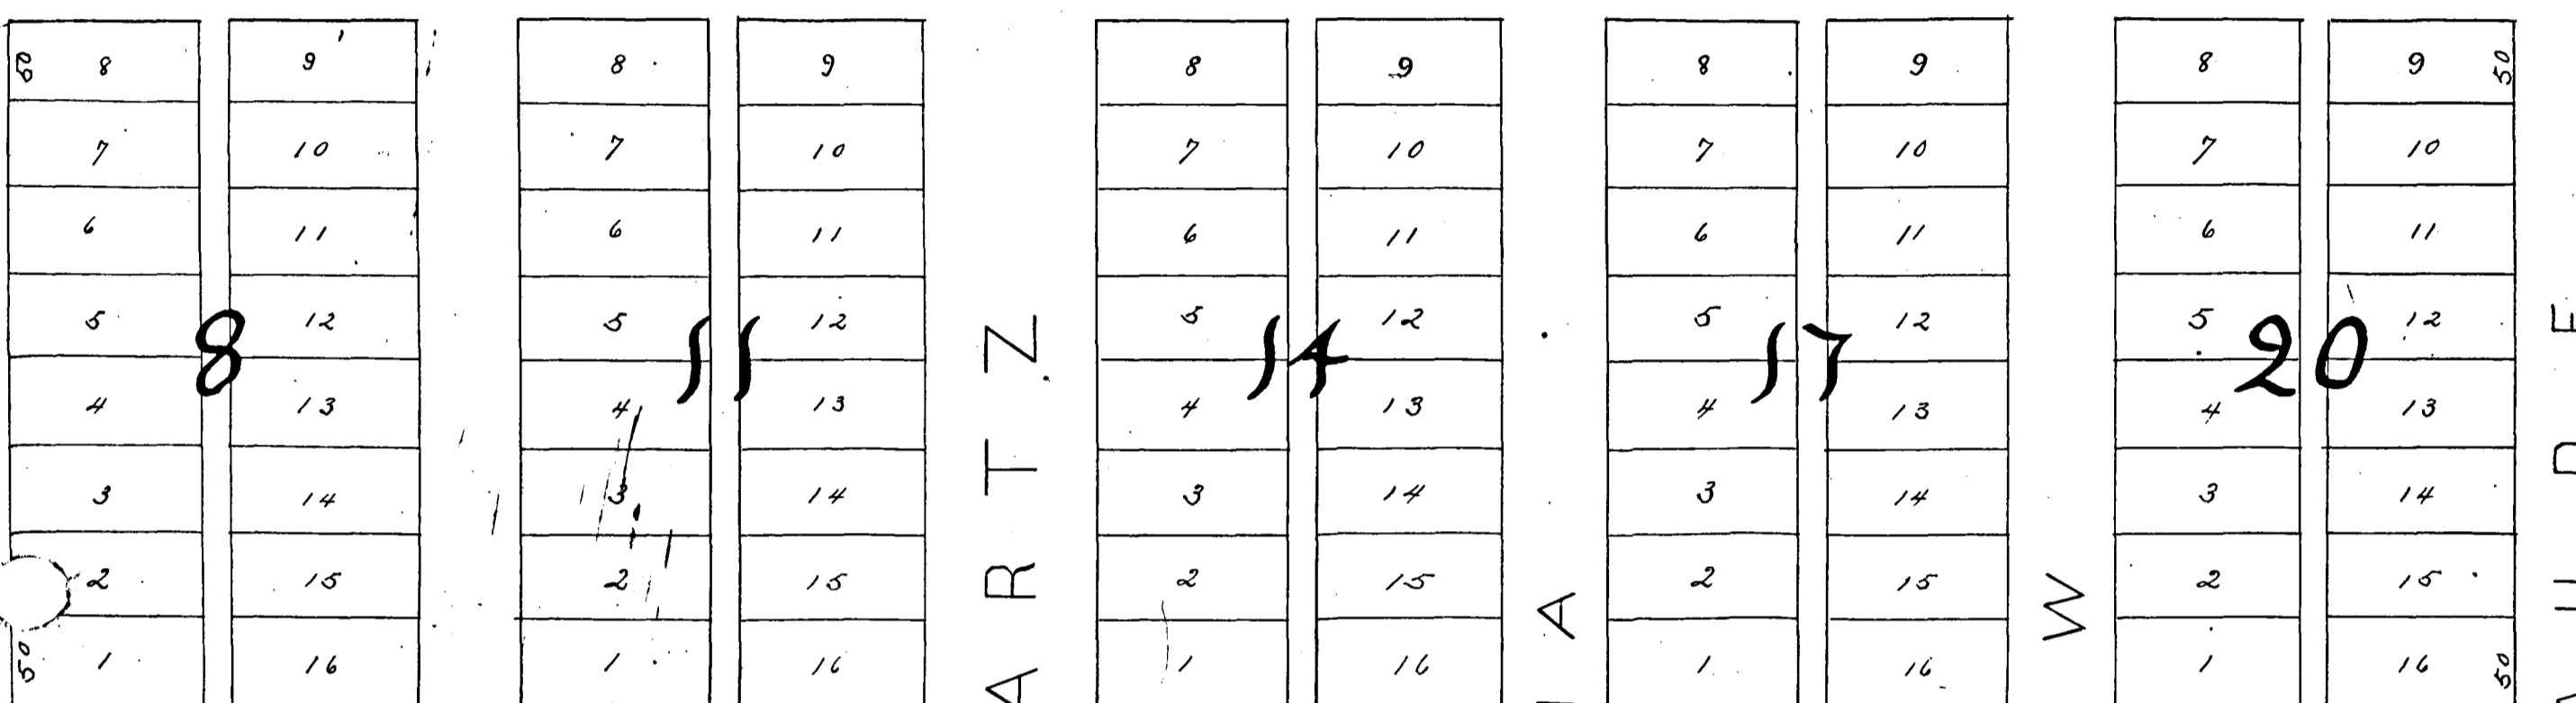 50 8 9 8 9 8 9 8 9 8 9 50
7 10 7 10 7 10 7 10 7 10
6 11 6 11 6 11 6 11 6 11
5 12 5 12 5 12 5 12 5 12
8 11 14 17 20
4 13 4 13 4 13 4 13 4 13
3 14 3 14 3 14 3 14 3 14
2 15 2 15 2 15 2 15 2 15
50 1 16 1 16 1 16 1 16 1 16 50
ARTZ
A
W